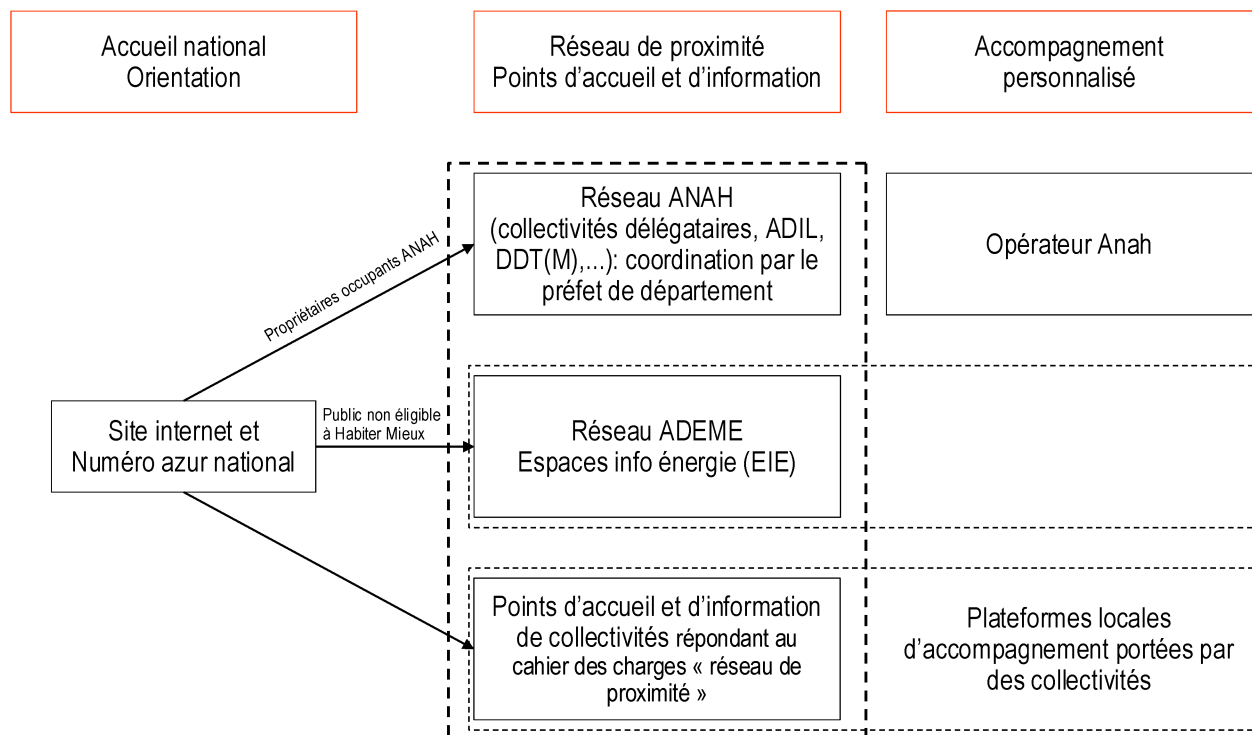 Accueil national
Orientation
Réseau de proximité
Points d’accueil et d’information
Accompagnement
personnalisé
Réseau ANAH
(collectivités délégataires, ADIL,
DDT(M),...): coordination par le
préfet de département
Opérateur Anah
Propriétaires occupants ANAH
Site internet et
Numéro azur national
Public non éligible
à Habiter Mieux
Réseau ADEME
Espaces info énergie (EIE)
Points d’accueil et d’information
de collectivités répondant au
cahier des charges « réseau de
proximité »
Plateformes locales
d’accompagnement portées par
des collectivités